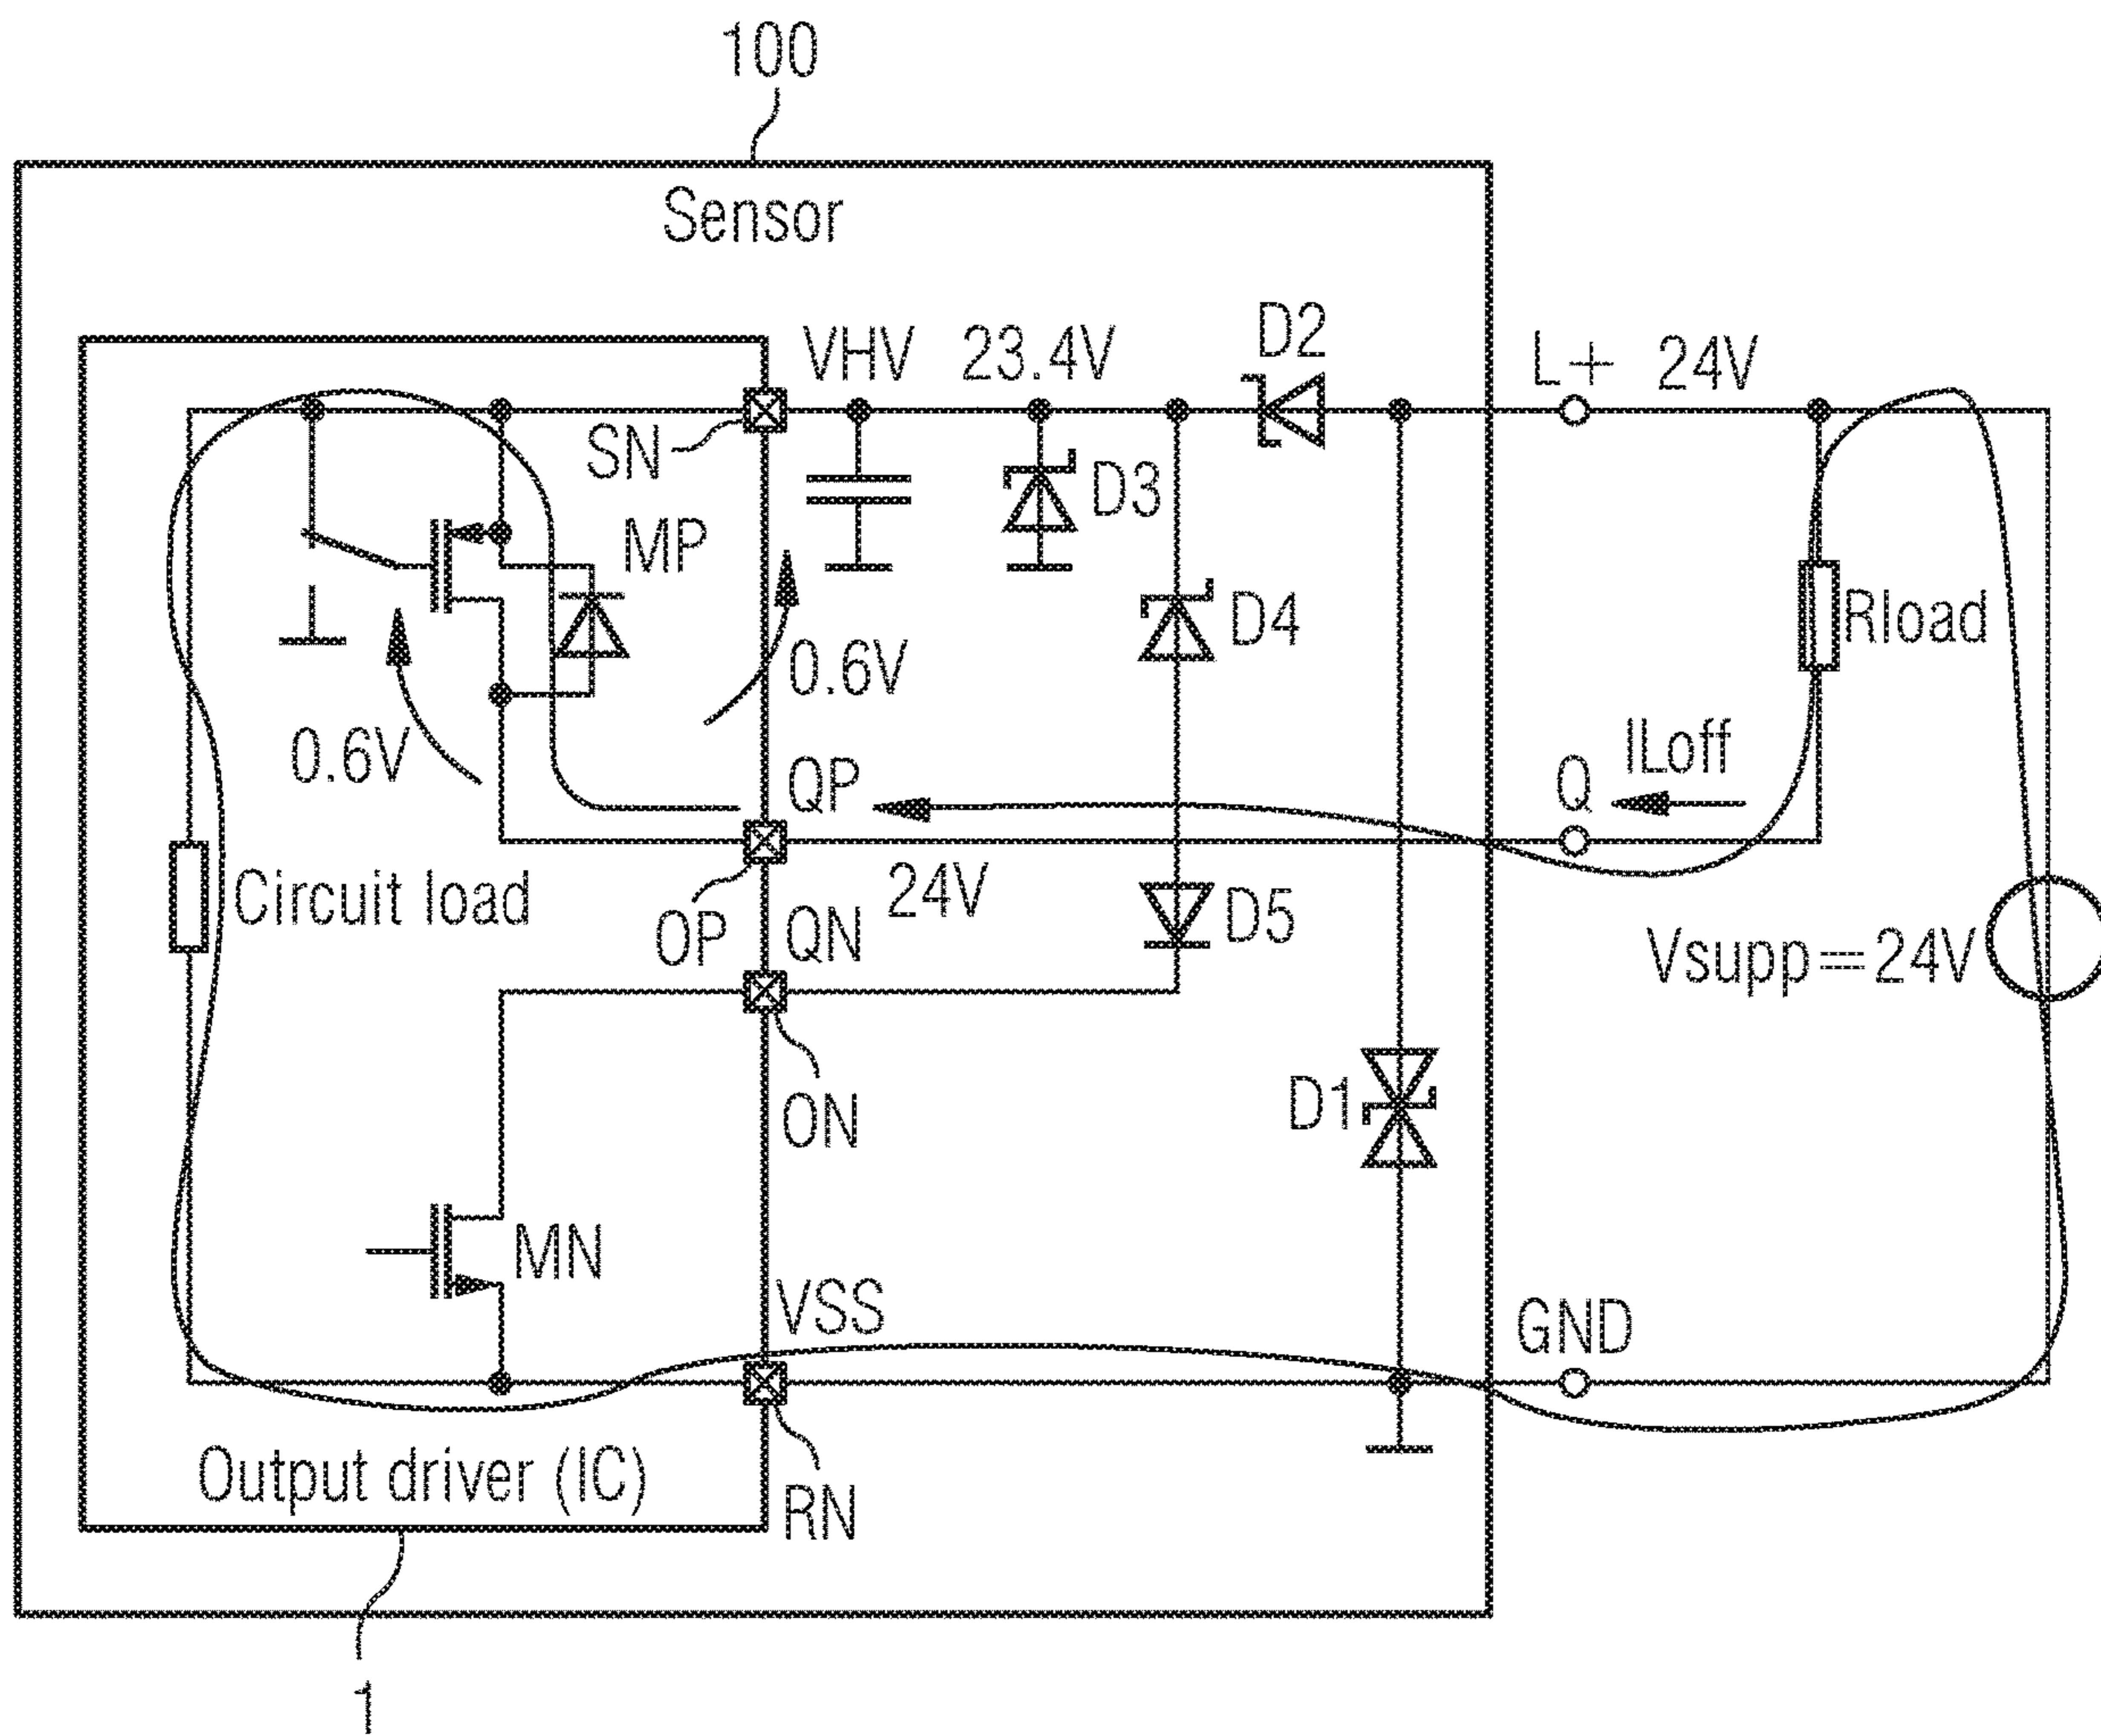 100
Sensor
VHV 23.4V
D2
L+ 24V
SN
D3
MP
D4
Rload
0.6V
0.6V
QP
Q
ILoff
24V
Circuit load
OP
QN
D5
Vsupp=24V
ON
D1
MN
VSS
GND
Output driver (IC)
RN
1